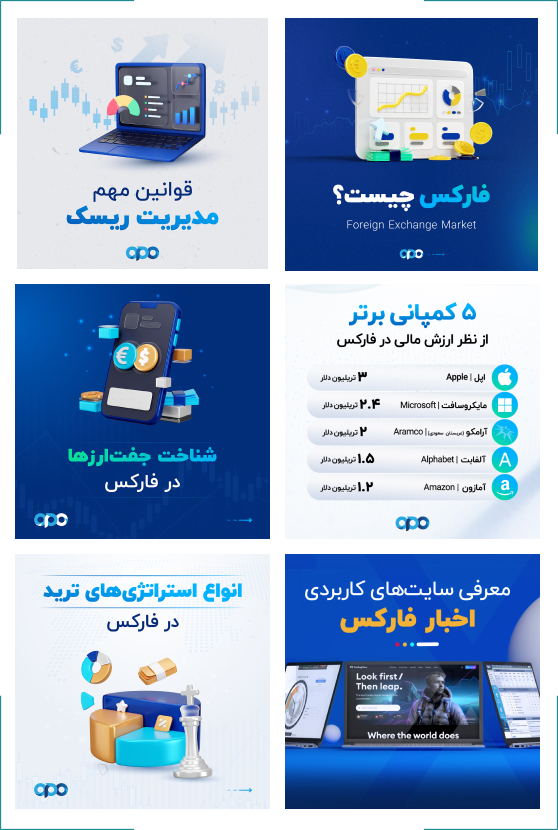 فارکس چیست؟
Foreign Exchange Market
opo
قوانین مهم
مدیریت ریسک
opo
۵ کمپانی برتر
از نظر ارزش مالی در فارکس
اپل | Apple ۳ تریلیون دلار
مایکروسافت | Microsoft ۲.۴ تریلیون دلار
آرامکو (عربستان سعودی) | Aramco ۲ تریلیون دلار
آلفابت | Alphabet ۱.۵ تریلیون دلار
آمازون | Amazon ۱.۲ تریلیون دلار
opo
شناخت جفت‌ارزها
در فارکس
opo
معرفی سایت‌های کاربردی
اخبار فارکس
Look first/
Then leap.
Where the world does
انواع استراتژی‌های ترید
در فارکس
opo